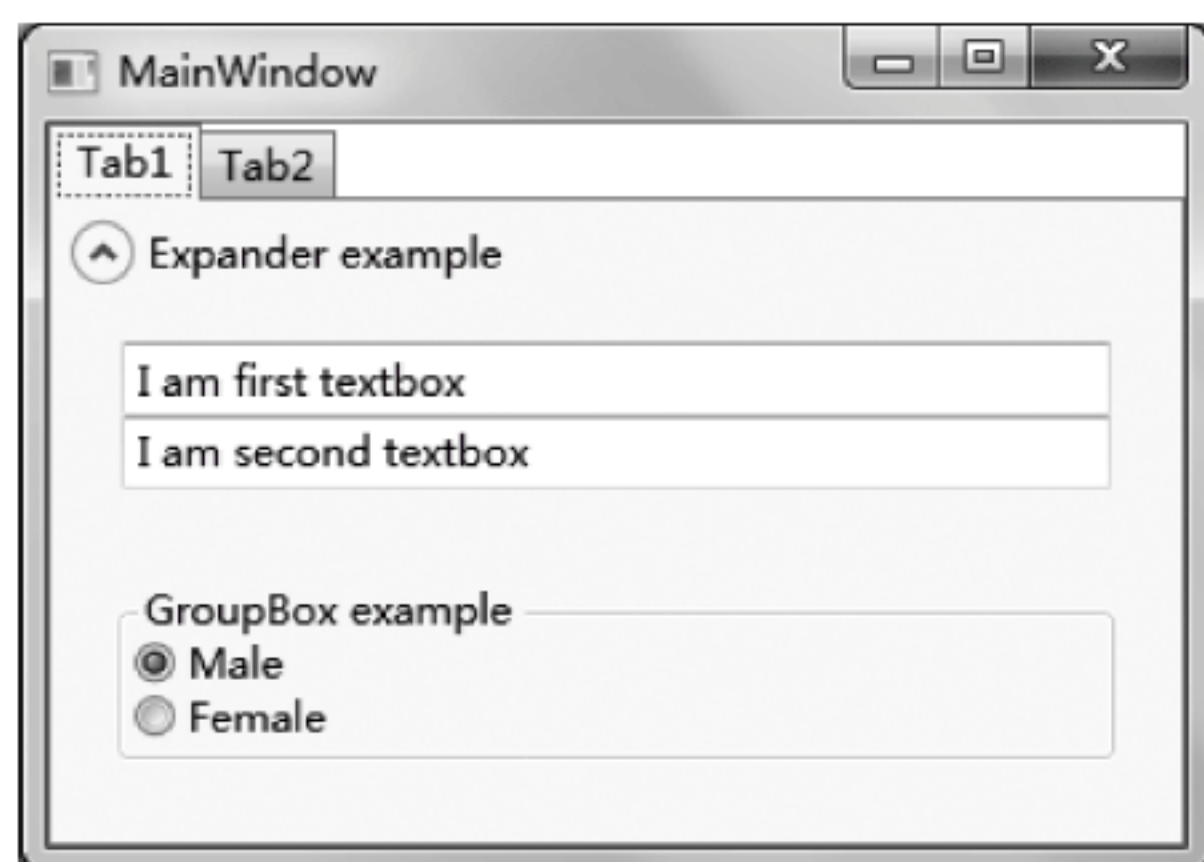 MainWindow
Tab1 Tab2
Expander example
I am first textbox
I am second textbox
GroupBox example
Male
Female